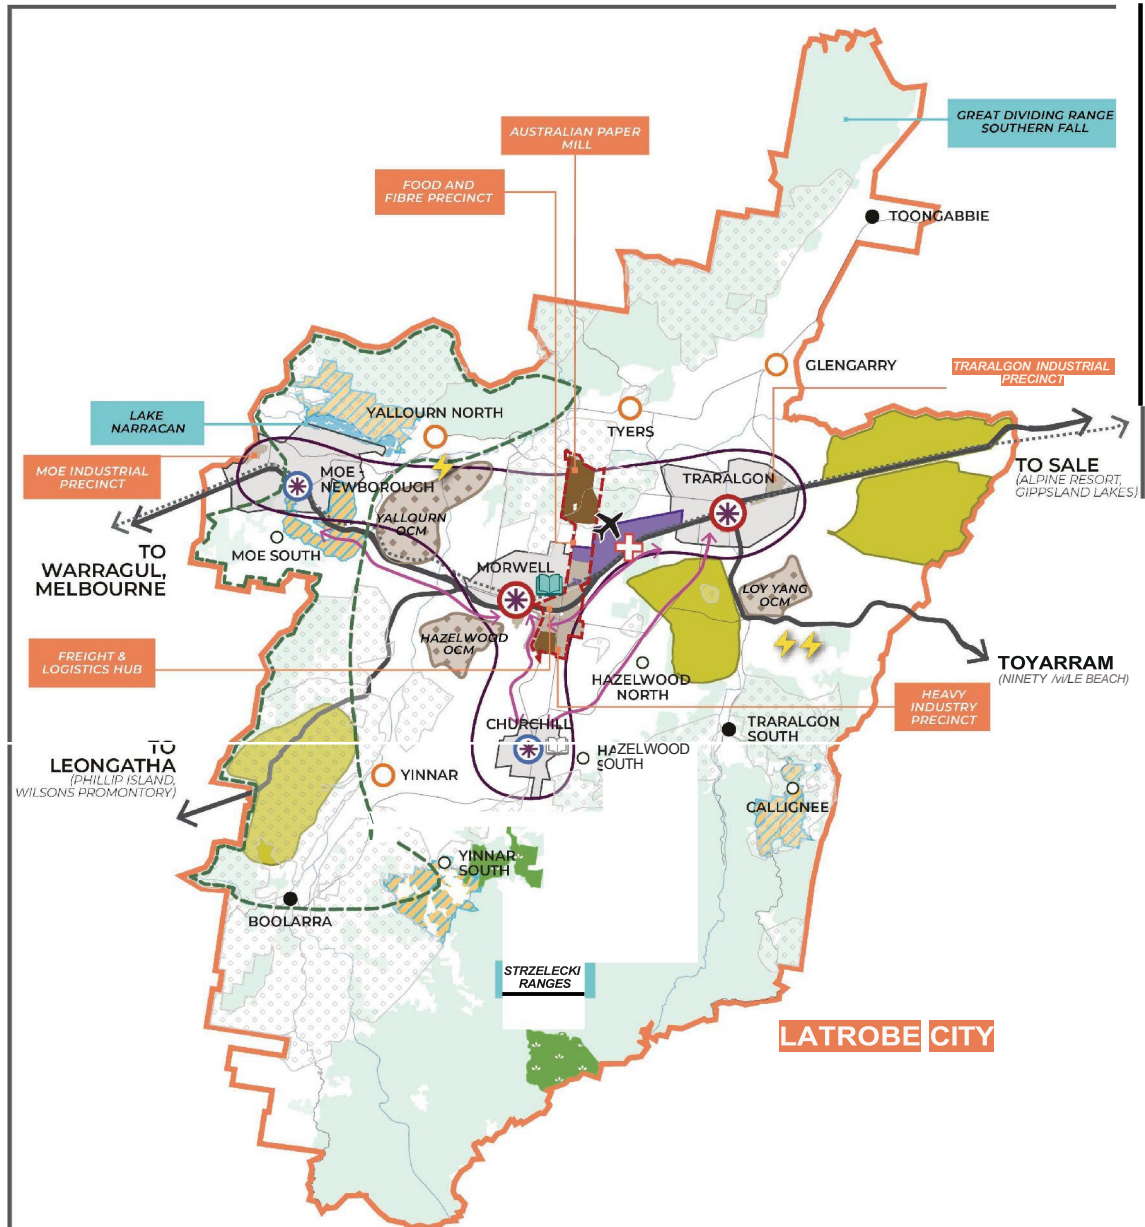 GREAT DIVIDING RANGE
SOUTHERN FALL
AUSTRALIAN PAPER
MILL
FOOD AND
FIBRE PRECINCT
TOONGABBIE
GLENGARRY
TRARALGON INDUSTRIAL
PRECINCT
LAKE
NARRACAN
YALLOURN NORTH
TYERS
MOE INDUSTRIAL
PRECINCT
MOE -
NEWBOROUGH
TRARALGON
TO SALE
(ALPINE RESORT,
GIPPSLAND LAKES)
YALLOURN
OCM
MOE SOUTH
TO
WARRAGUL,
MELBOURNE
MORWELL
LOY YANG
OCM
HAZELWOOD
OCM
FREIGHT &
LOGISTICS HUB
HAZELWOOD
NORTH
TOYARRAM
(NINETY /vi/LE BEACH)
HEAVY
INDUSTRY
PRECINCT
CHURCHILL
TRARALGON
SOUTH
HAZELWOOD
SOUTH
TO
LEONGATHA
(PHILLIP ISLAND,
WILSONS PROMONTORY)
YINNAR
CALLIGNEE
YINNAR
SOUTH
BOOLARRA
STRZELECKI
RANGES
LATROBE CITY